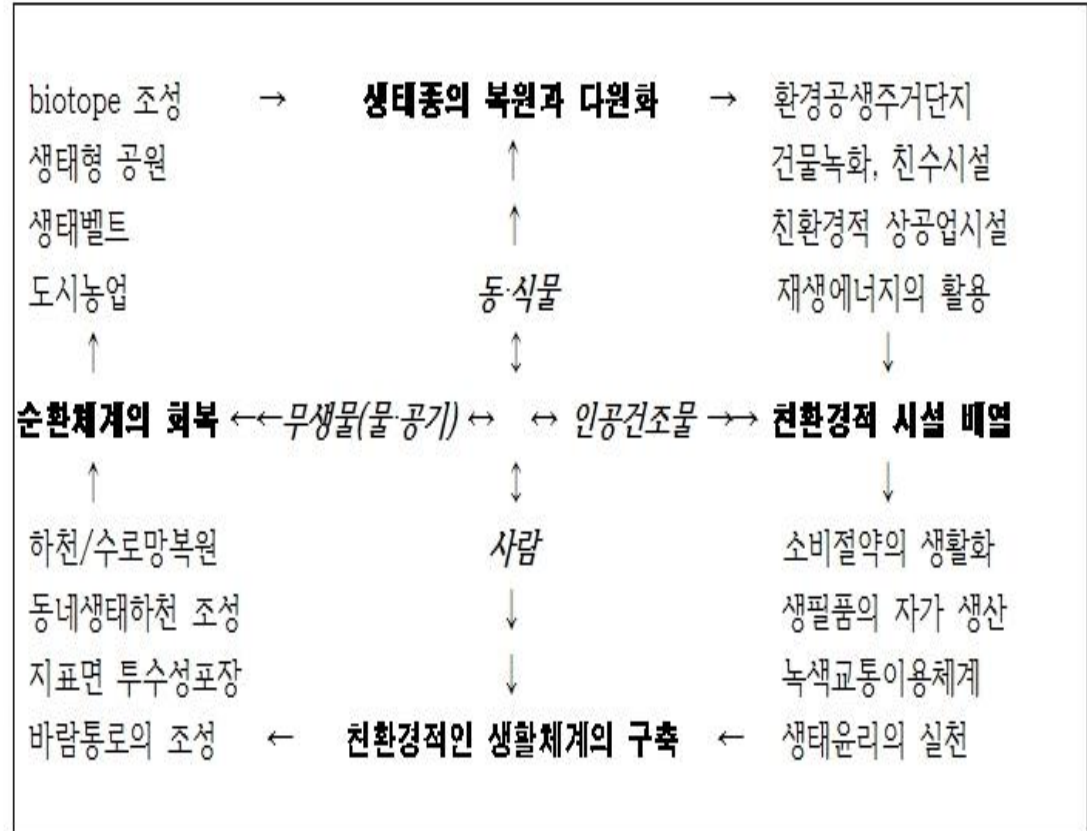 biotope 조성 → 생태종의 복원과 다원화 → 환경공생주거단지
생태형 공원 ↑ 건물녹화, 친수시설
생태벨트 ↑ 친환경적 상공업시설
도시농업 동·식물 재생에너지의 활용
↑ ↕ ↓
순환체계의 회복 ←←무생물(물·공기)↔ ↔ 인공건조물→→ 친환경적 시설 배열
↑ ↕ ↓
하천/수로망복원 사람 소비절약의 생활화
동네생태하천 조성 ↓ 생필품의 자가 생산
지표면 투수성포장 ↓ 녹색교통이용체계
바람통로의 조성 ← 친환경적인 생활체계의 구축 ← 생태윤리의 실천